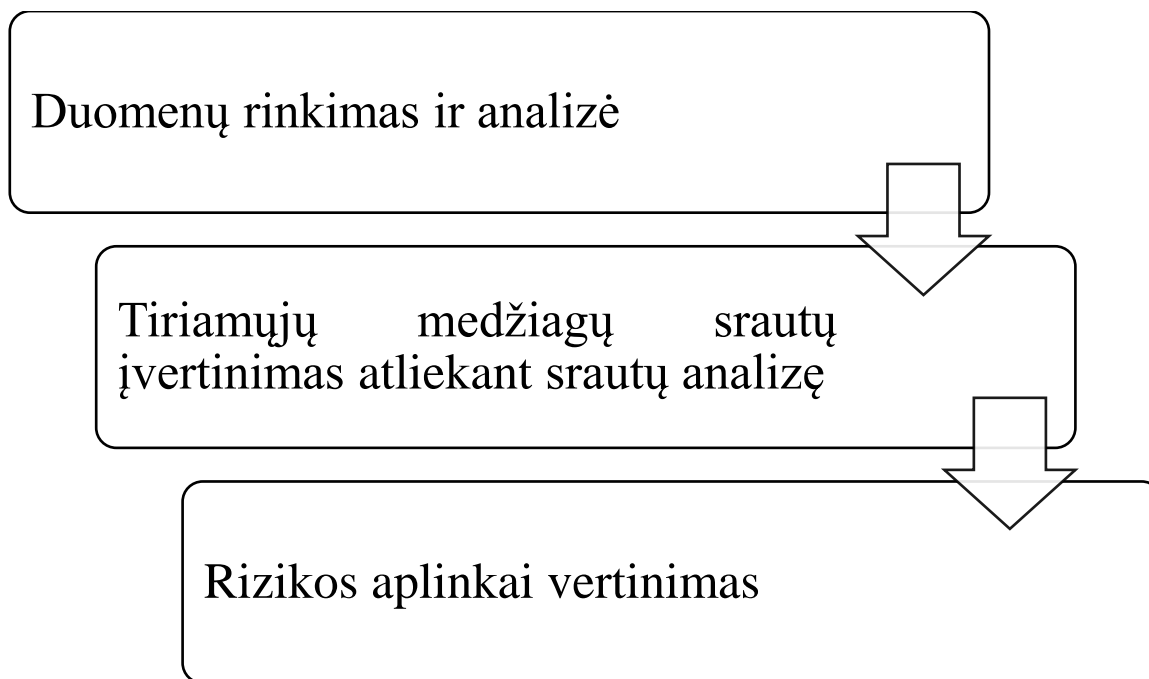 Duomenų rinkimas ir analizė
Tiriamųjų medžiagų srautų
įvertinimas atliekant srautų analizę
Rizikos aplinkai vertinimas